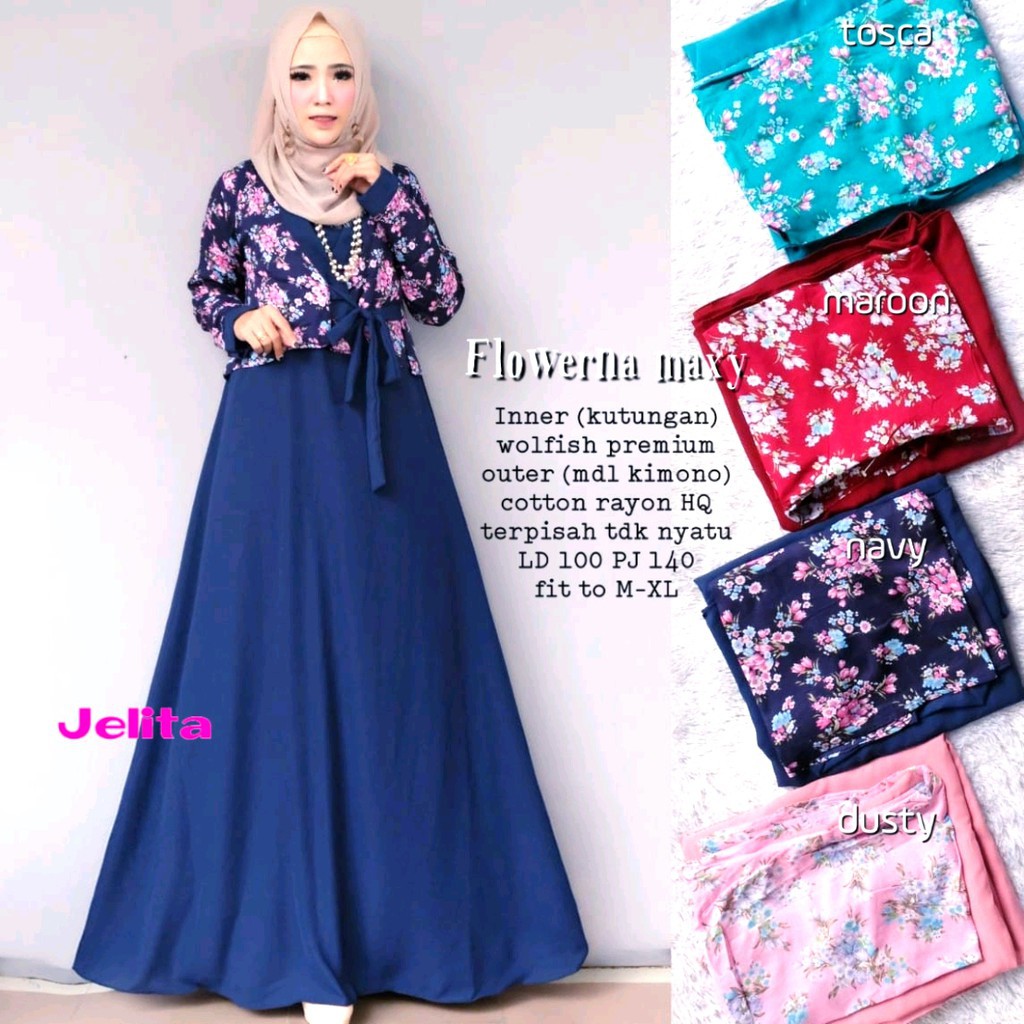 tosca
maroon
Flowerna maxy
Inner (kutungan)
wolfish premium
outer (mdl kimono)
cotton rayon HQ
terpisah tdk nyatu
LD 100 PJ 140
fit to M-XL
navy
Jelita
dusty